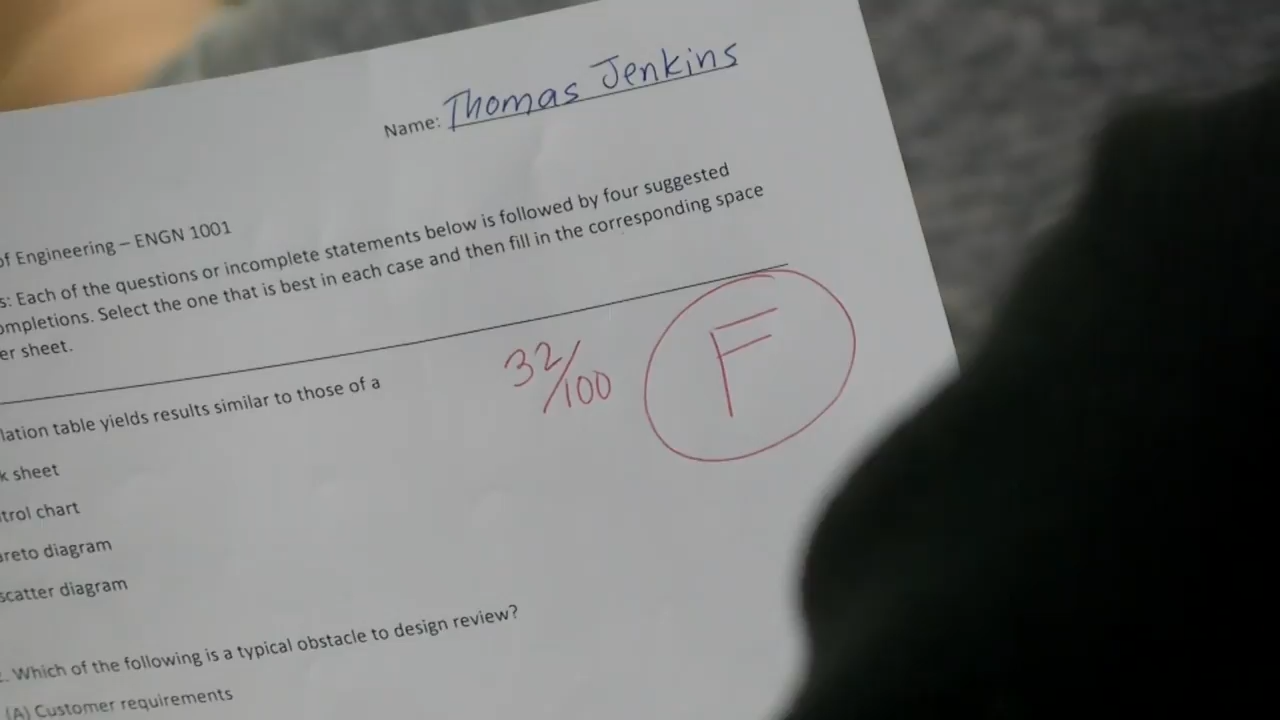 Name: Thomas Jenkins
of Engineering – ENGN 1001
s: Each of the questions or incomplete statements below is followed by four suggested
ompletions. Select the one that is best in each case and then fill in the corresponding space
er sheet.
32/100 F
lation table yields results similar to those of a
k sheet
trol chart
areto diagram
scatter diagram
2. Which of the following is a typical obstacle to design review?
(A) Customer requirements